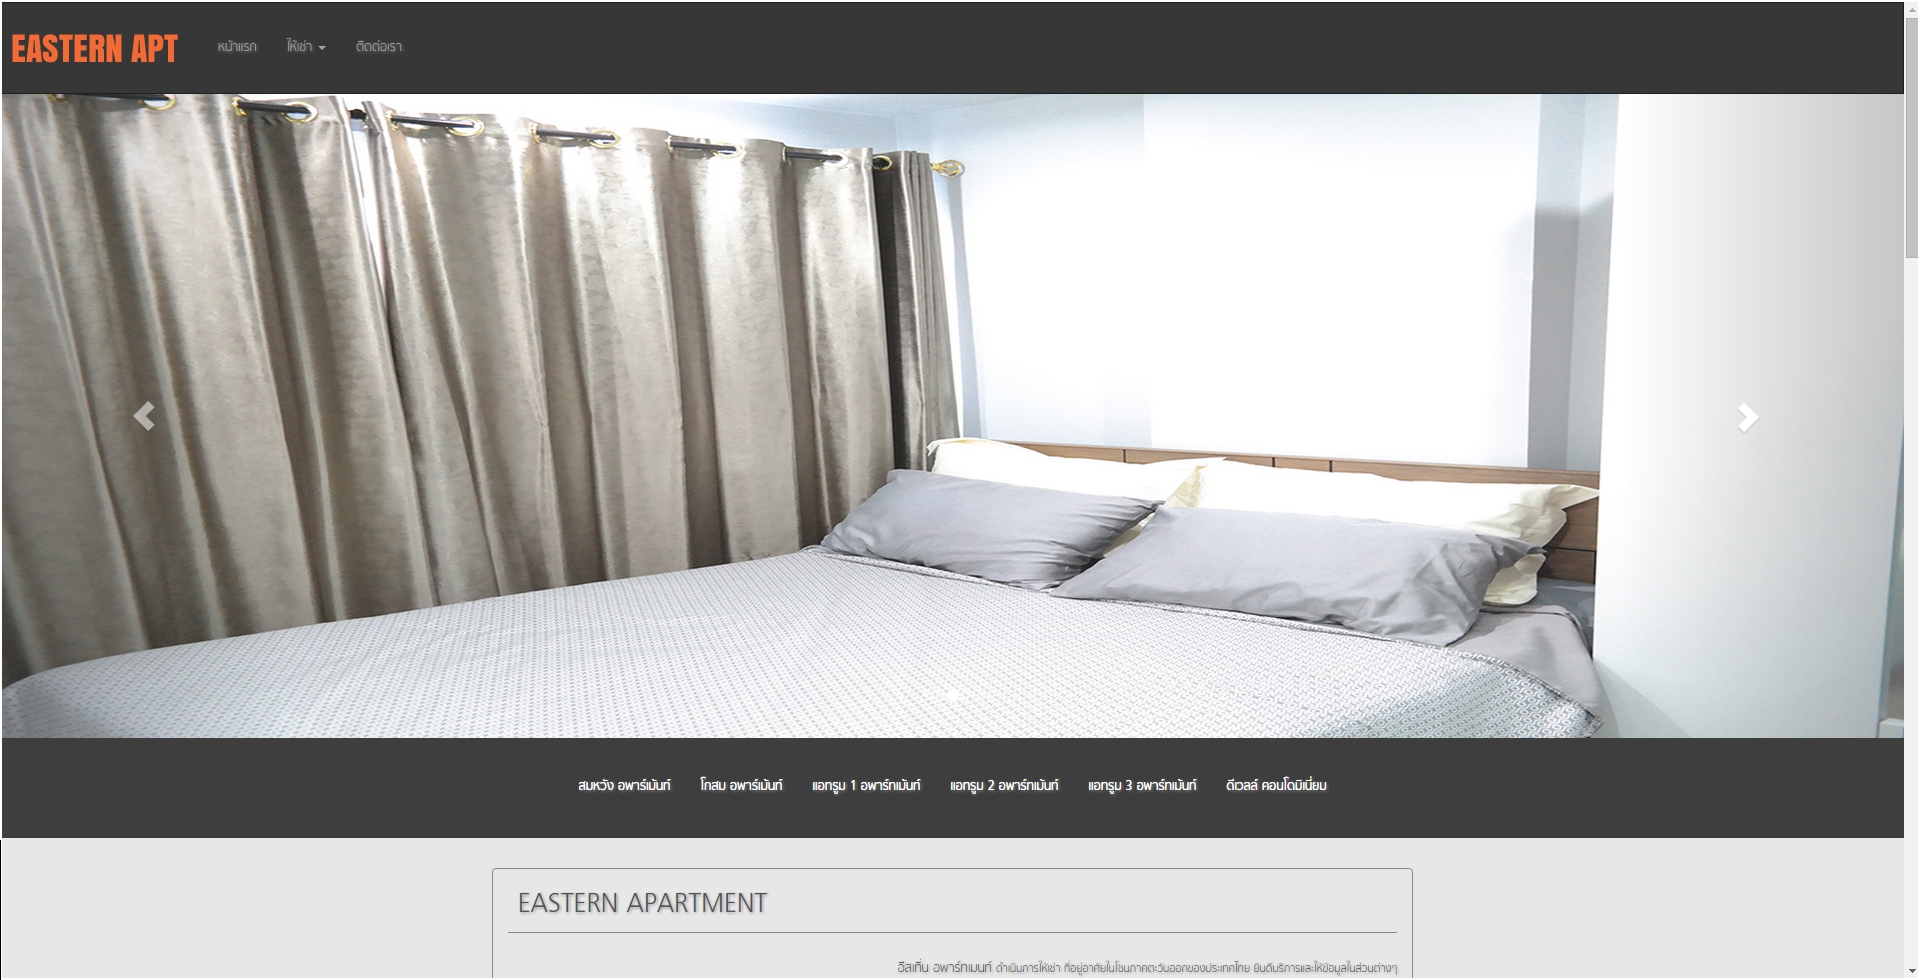 EASTERN APT หน้าแรก ให้เช่า ติดต่อเรา
สมหวัง อพาร์เม้นท์ โกสม อพาร์เม้นท์ แอทรูม 1 อพาร์ทเม้นท์ แอทรูม 2 อพาร์ทเม้นท์ แอทรูม 3 อพาร์ทเม้นท์ ดีเวลล์ คอนโดมิเนี่ยม
EASTERN APARTMENT
อีสเทิ่น อพาร์ทเมนท์ ดำเนินการให้เช่า ที่อยู่อาศัยในโซนภาคตะวันออกของประเทศไทย ยินดีบริการและให้ข้อมูลในส่วนต่างๆ